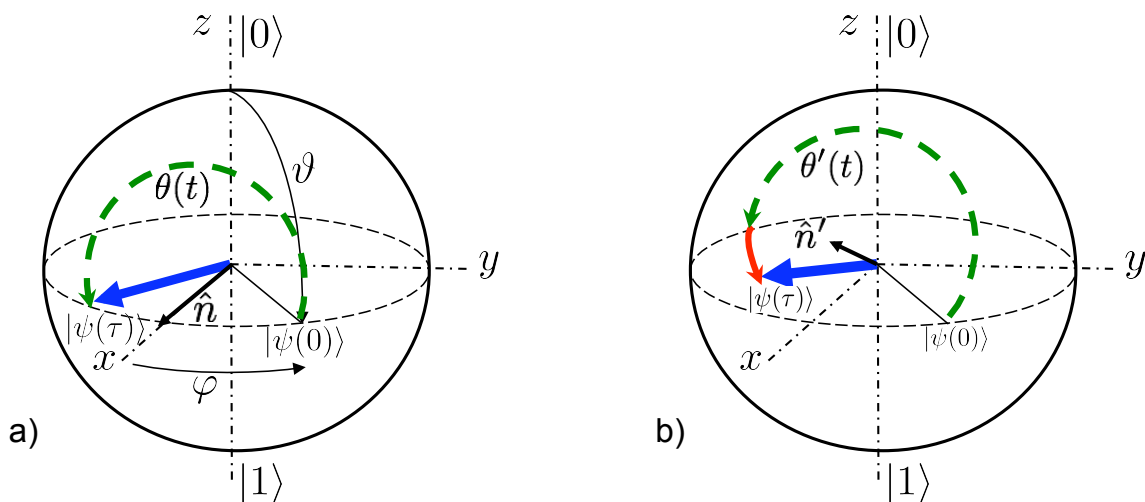 z |0⟩
ϑ
θ(t)
n̂
y
|ψ(τ)⟩
|ψ(0)⟩
x
φ
a)
|1⟩
z |0⟩
θ′(t)
n̂′
y
|ψ(τ)⟩
|ψ(0)⟩
x
b)
|1⟩